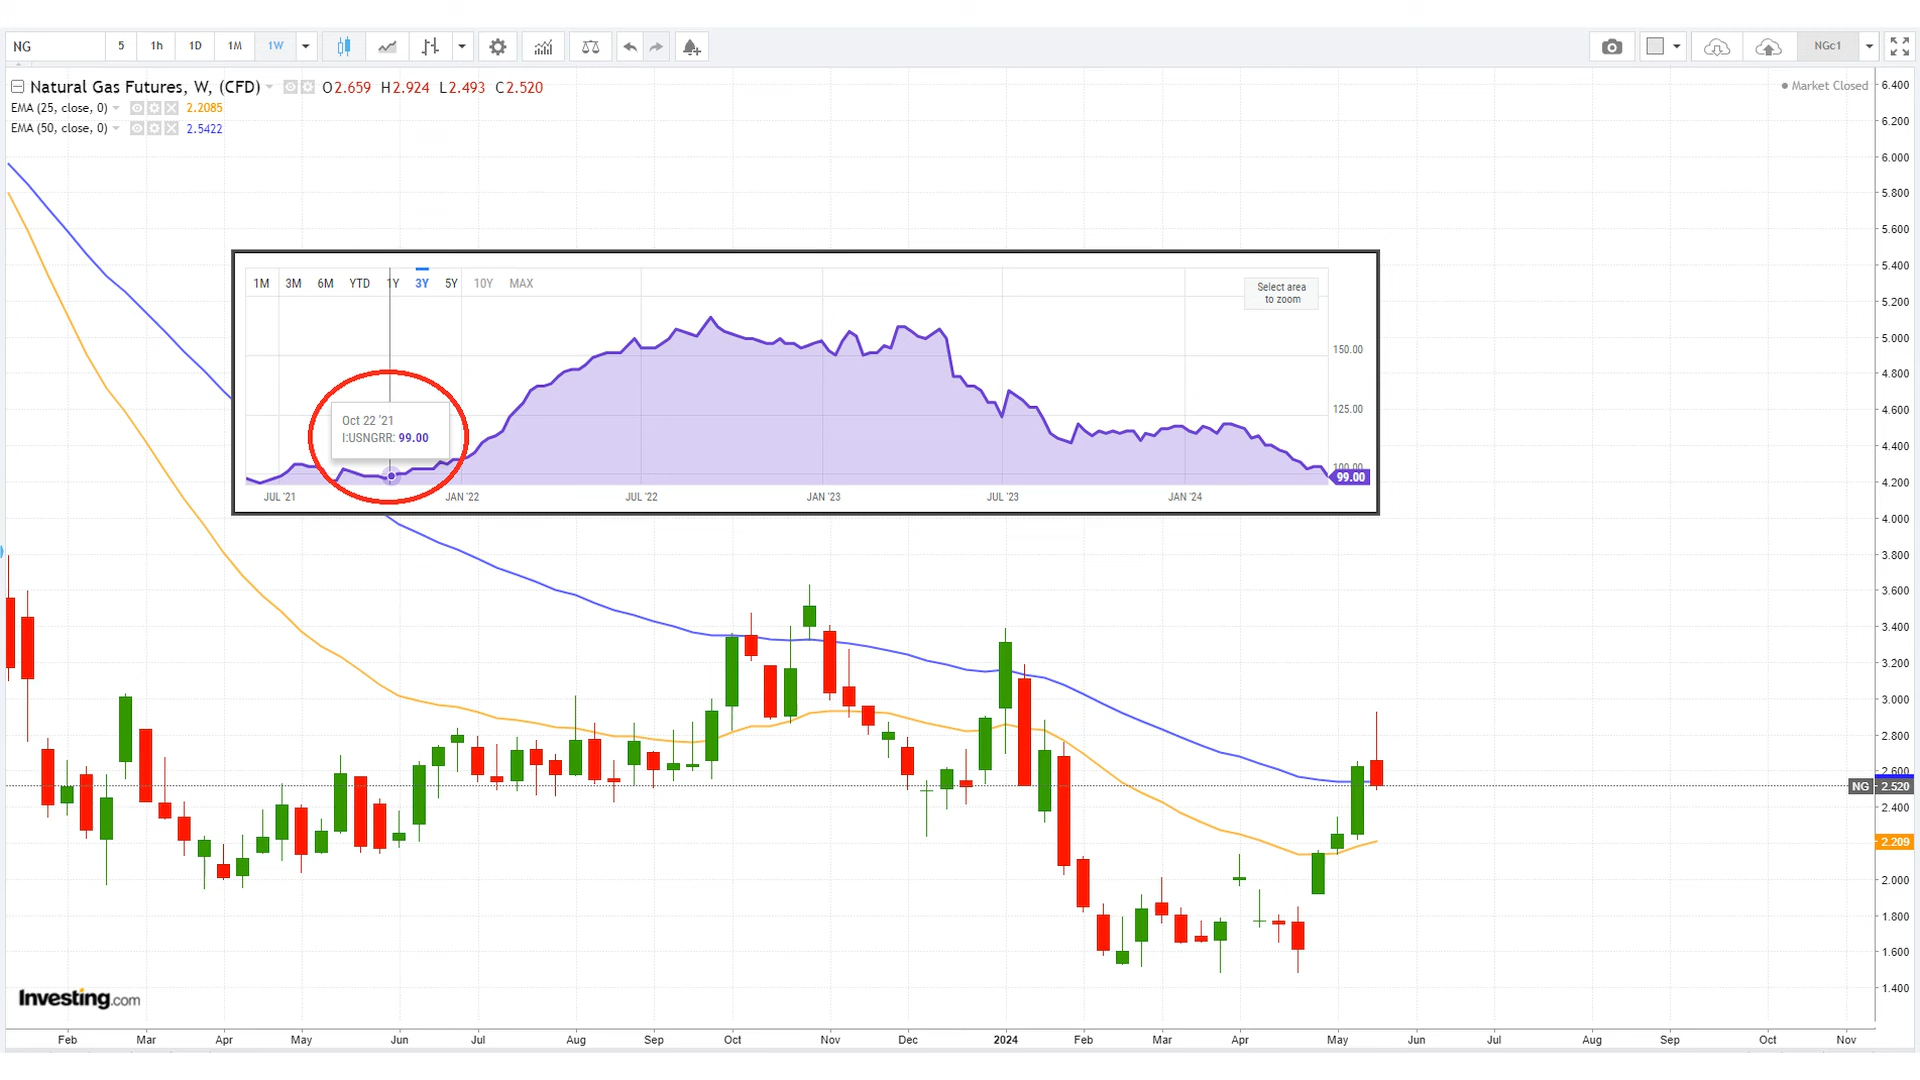 NG 5 1h 1D 1M 1W NGc1
Natural Gas Futures, W, (CFD) O2.659 H2.924 L2.493 C2.520
Market Closed
EMA (25, close, 0) 2.2085
EMA (50, close, 0) 2.5422
1M 3M 6M YTD 1Y 3Y 5Y 10Y MAX
Select area
to zoom
150.00
125.00
100.00
99.00
Oct 22 '21
I:USNGRR: 99.00
JUL '21 JAN '22 JUL '22 JAN '23 JUL '23 JAN '24
6.400
6.200
6.000
5.800
5.600
5.400
5.200
5.000
4.800
4.600
4.400
4.200
4.000
3.800
3.600
3.400
3.200
3.000
2.800
2.600
NG 2.520
2.400
2.209
2.000
1.800
1.600
1.400
Investing.com
Feb Mar Apr May Jun Jul Aug Sep Oct Nov Dec 2024 Feb Mar Apr May Jun Jul Aug Sep Oct Nov